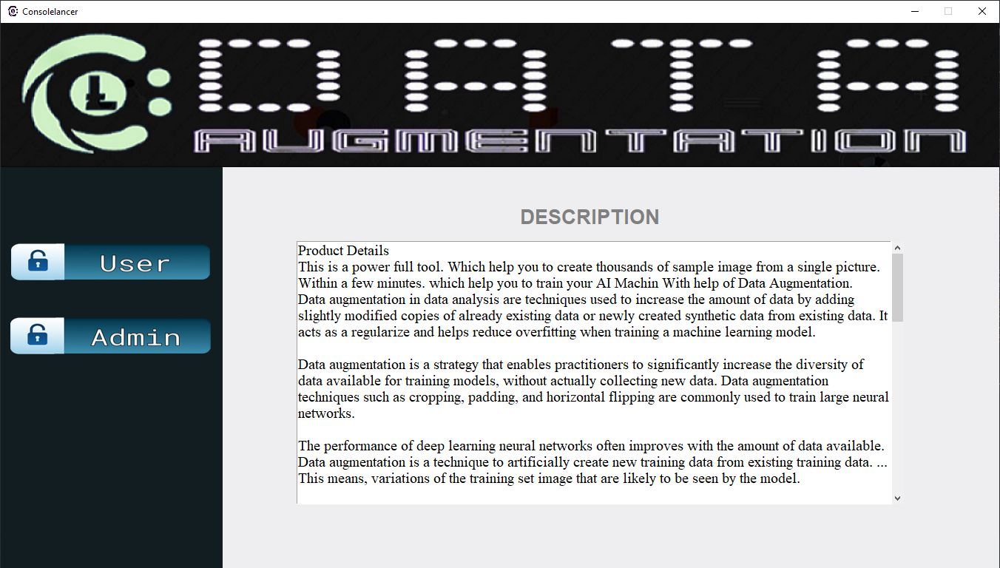 Consolelancer
DATA
AUGMENTATION
User
Admin
DESCRIPTION
Product Details
This is a power full tool. Which help you to create thousands of sample image from a single picture.
Within a few minutes. which help you to train your AI Machin With help of Data Augmentation.
Data augmentation in data analysis are techniques used to increase the amount of data by adding
slightly modified copies of already existing data or newly created synthetic data from existing data. It
acts as a regularize and helps reduce overfitting when training a machine learning model.
Data augmentation is a strategy that enables practitioners to significantly increase the diversity of
data available for training models, without actually collecting new data. Data augmentation
techniques such as cropping, padding, and horizontal flipping are commonly used to train large neural
networks.
The performance of deep learning neural networks often improves with the amount of data available.
Data augmentation is a technique to artificially create new training data from existing training data. ...
This means, variations of the training set image that are likely to be seen by the model.